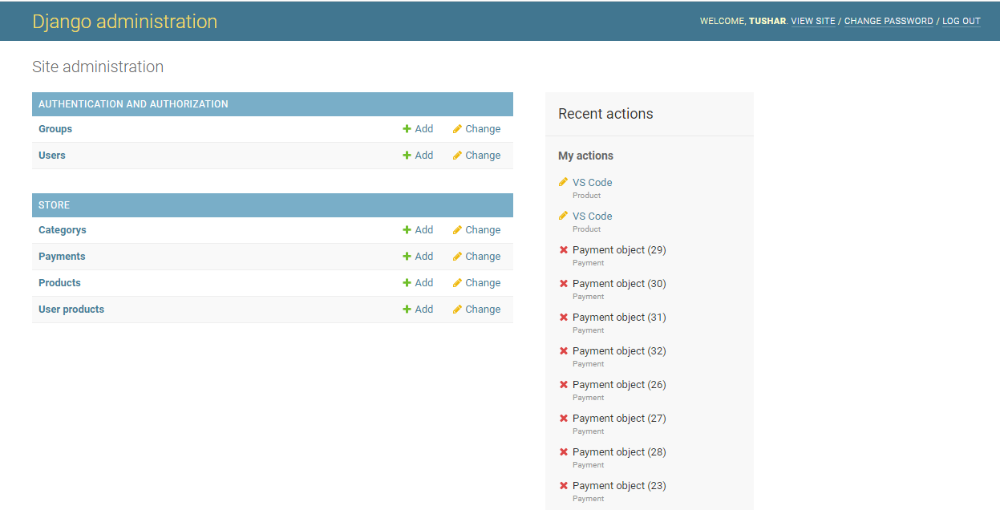 Django administration
WELCOME, TUSHAR. VIEW SITE / CHANGE PASSWORD / LOG OUT
Site administration
AUTHENTICATION AND AUTHORIZATION
Groups Add Change
Users Add Change
STORE
Categorys Add Change
Payments Add Change
Products Add Change
User products Add Change
Recent actions
My actions
VS Code
Product
VS Code
Product
Payment object (29)
Payment
Payment object (30)
Payment
Payment object (31)
Payment
Payment object (32)
Payment
Payment object (26)
Payment
Payment object (27)
Payment
Payment object (28)
Payment
Payment object (23)
Payment